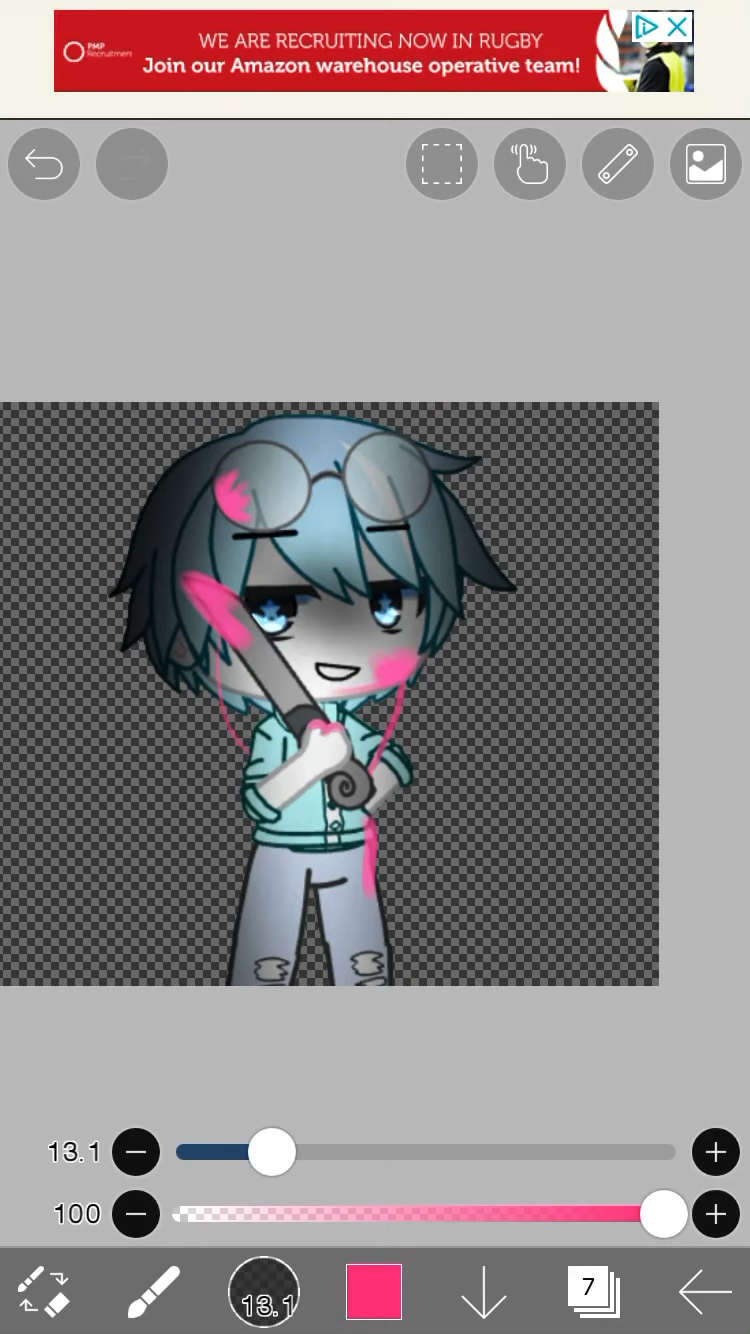 PMP
Recruitment
WE ARE RECRUITING NOW IN RUGBY
Join our Amazon warehouse operative team!
13.1
100
13.1
7